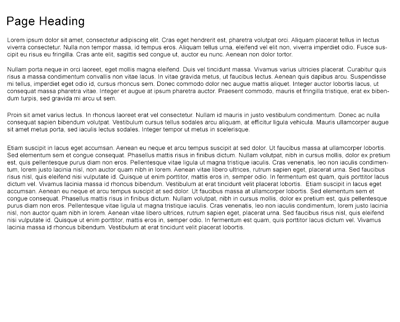 Page Heading
Lorem ipsum dolor sit amet, consectetur adipiscing elit. Cras eget hendrerit est, pharetra volutpat orci. Aliquam placerat tellus in lectus
viverra consectetur. Nulla non tempor massa, id tempus eros. Aliquam tellus urna, eleifend vel elit non, viverra imperdiet odio. Fusce sus-
cipit eu risus eu fringilla. Cras antre erat, sagittis sed congue ut, auctor eu nunc. Aenean non dolor tortor.
Nullam porta neque in orci laoreet, eget mollis magna eleifend. Duis vel tincidunt massa. Vivamus varius ultricies placerat. Curabitur quis
risus a massa condimentum convallis non vitae lacus. In vitae gravida metus, ut faucibus lectus. Aenean quis dapibus arcu. Suspendisse
mi tellus, imperdiet eget odio id, cursus rhoncus sem. Donec commodo dolor nec augue mattis aliquet. Integer tincidunt dolor lacus, ut
consequat massa pharetra vitae. Integer et augue at ipsum pharetra auctor. Praesent commodo, mauris et fringilla tristique, erat ex biben-
dum turpis, sed gravida mi arcu ut sem.
Proin sit amet varius lectus. In rhoncus laoreet erat vel consectetur. Nullam id mauris in justo vestibulum condimentum. Donec ac nulla
consequat sapien bibendum volutpat. Vestibulum cursus tellus sodales arcu aliquam, at efficitur ligula vehicula. Mauris ullamcorper augue
sit amet metus porta, sed iaculis lectus sodales. Integer tempor ut metus in scelerisque.
Etiam suscipit in lacus eget accumsan. Aenean eu neque et arcu tempus suscipit at sed dolor. Ut faucibus massa at ullamcorper lobortis.
Sed elementum sem et congue consequat. Phasellus mattis risus in finibus dictum. Nullam volutpat, nibh in cursus mollis, dolor ex pretium
est, quis pellentesque purus diam non eros. Pellentesque vitae ligula ut magna tristique iaculis. Cras venenatis, leo non iaculis condimen-
tum, lorem justo lacinia nisl, non auctor quam nibh in lorem. Aenean vitae libero ultrices, rutrum sapien eget, placerat urna. Sed faucibus
risus nisl, quis eleifend nisi vulputate id. Quisque ut enim porttitor, mattis eros in, semper odio. In fermentum est quam, quis porttitor lacus
dictum vel. Vivamus lacinia massa id rhoncus bibendum. Vestibulum at erat tincidunt velit placerat lobortis. Etiam suscipit in lacus eget
accumsan. Aenean eu neque et arcu tempus suscipit at sed dolor. Ut faucibus massa at ullamcorper lobortis. Sed elementum sem et
congue consequat. Phasellus mattis risus in finibus dictum. Nullam volutpat, nibh in cursus mollis, dolor ex pretium est, quis pellentesque
purus diam non eros. Pellentesque vitae ligula ut magna tristique iaculis. Cras venenatis, leo non iaculis condimentum, lorem justo lacinia
nisl, non auctor quam nibh in lorem. Aenean vitae libero ultrices, rutrum sapien eget, placerat urna. Sed faucibus risus nisl, quis eleifend
nisi vulputate id. Quisque ut enim porttitor, mattis eros in, semper odio. In fermentum est quam, quis porttitor lacus dictum vel. Vivamus
lacinia massa id rhoncus bibendum. Vestibulum at erat tincidunt velit placerat lobortis.